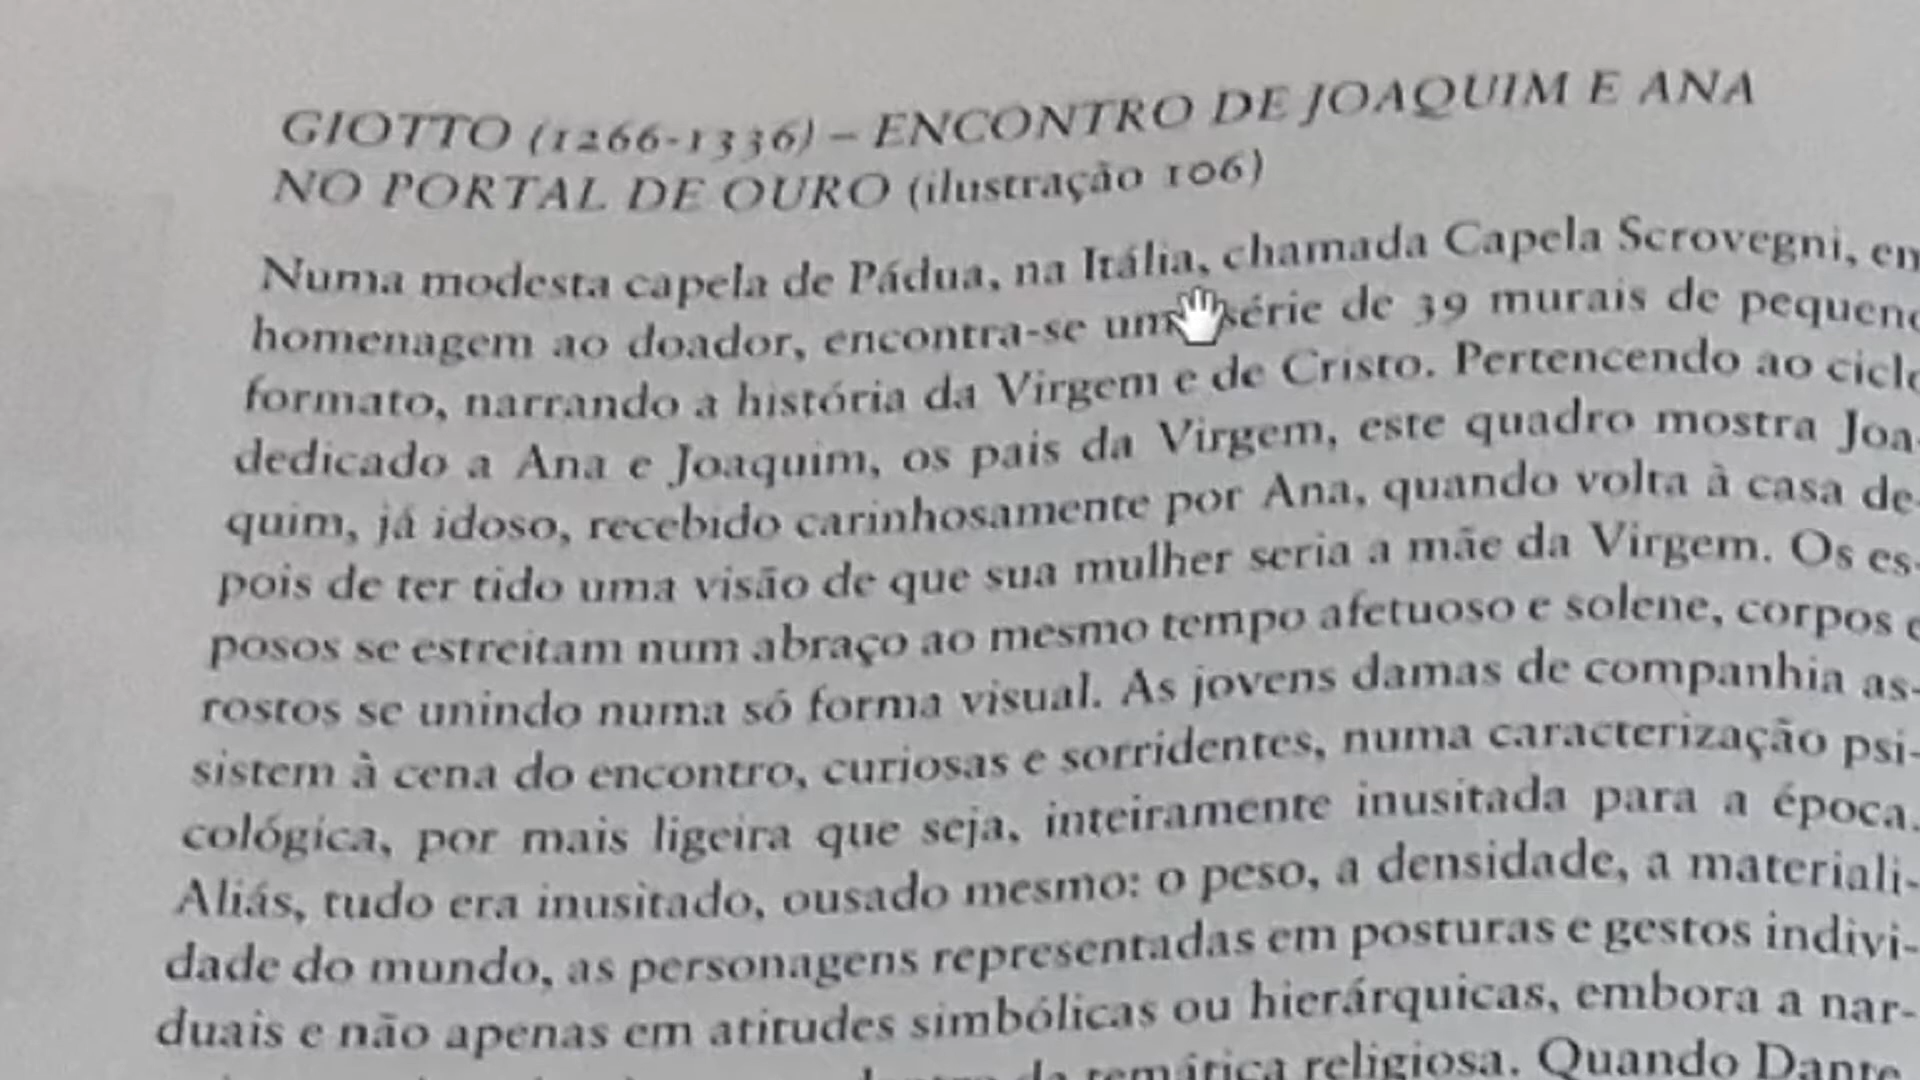 GIOTTO (1266-1336) – ENCONTRO DE JOAQUIM E ANA
NO PORTAL DE OURO (ilustração 106)
Numa modesta capela de Pádua, na Itália, chamada Capela Scrovegni, em
homenagem ao doador, encontra-se uma série de 39 murais de pequeno
formato, narrando a história da Virgem e de Cristo. Pertencendo ao ciclo
dedicado a Ana e Joaquim, os pais da Virgem, este quadro mostra Joa-
quim, já idoso, recebido carinhosamente por Ana, quando volta à casa de-
pois de ter tido uma visão de que sua mulher seria a mãe da Virgem. Os es-
posos se estreitam num abraço ao mesmo tempo afetuoso e solene, corpos e
rostos se unindo numa só forma visual. As jovens damas de companhia as-
sistem à cena do encontro, curiosas e sorridentes, numa caracterização psi-
cológica, por mais ligeira que seja, inteiramente inusitada para a época.
Aliás, tudo era inusitado, ousado mesmo: o peso, a densidade, a materiali-
dade do mundo, as personagens representadas em posturas e gestos indivi-
duais e não apenas em atitudes simbólicas ou hierárquicas, embora a nar-
da temática religiosa. Quando Dante